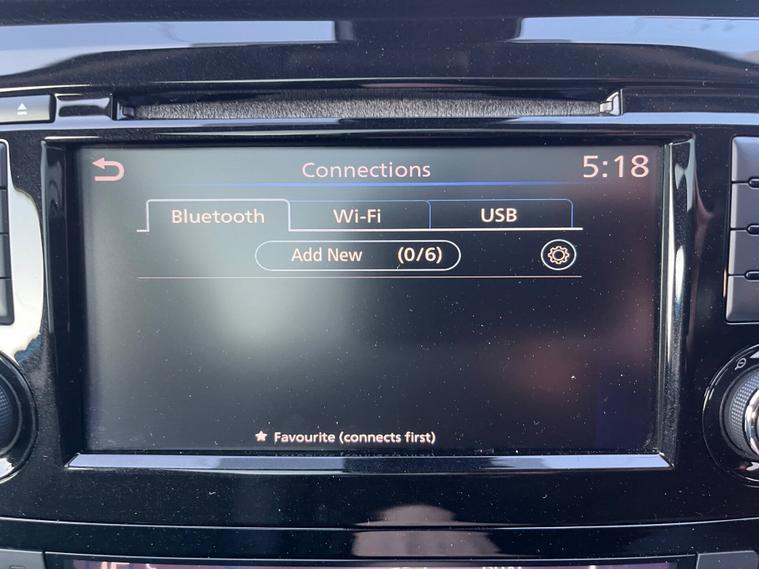 Connections 5:18
Bluetooth Wi-Fi USB
Add New (0/6)
Favourite (connects first)